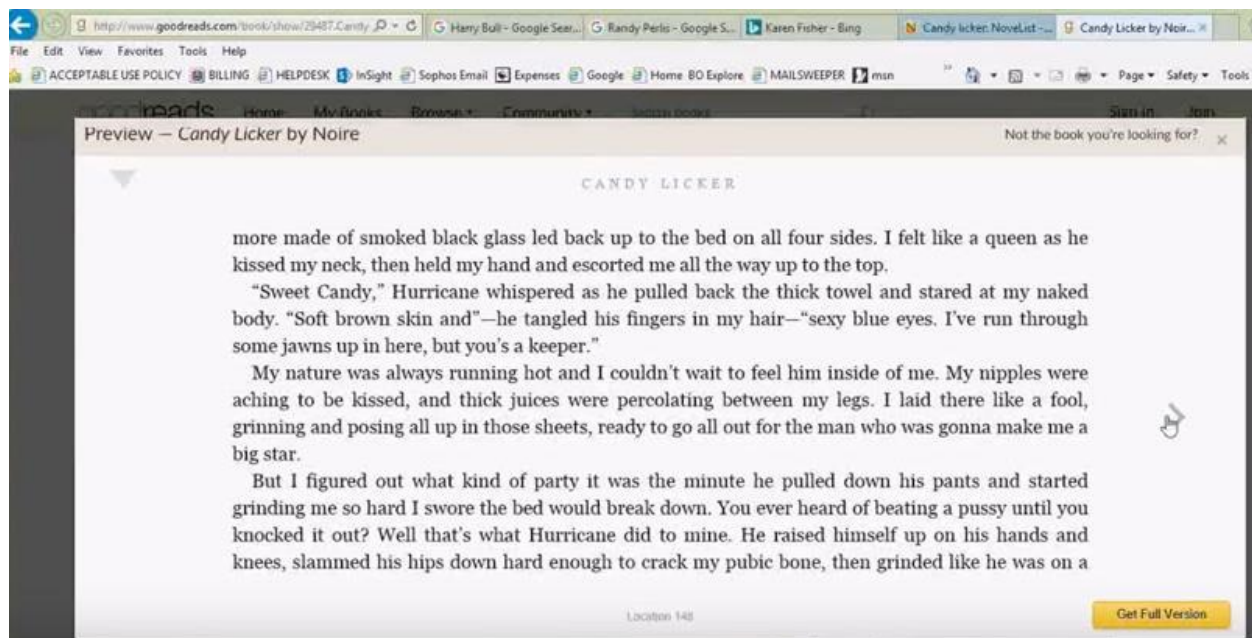 http://www.goodreads.com/book/show/29487.Candy
G Harry Bull - Google Sear...
G Randy Perlis - Google S...
Karen Fisher - Bing
N Candy licker: NoveList - ...
g Candy Licker by Noir...
File Edit View Favorites Tools Help
ACCEPTABLE USE POLICY BILLING HELPDESK InSight Sophos Email Expenses Google Home BO Explore MAILSWEEPER msn
Page Safety Tools
goodreads Home My Books Browse Community Search books Sign in Join
Preview — Candy Licker by Noire
Not the book you're looking for?
CANDY LICKER
more made of smoked black glass led back up to the bed on all four sides. I felt like a queen as he
kissed my neck, then held my hand and escorted me all the way up to the top.
“Sweet Candy,” Hurricane whispered as he pulled back the thick towel and stared at my naked
body. “Soft brown skin and”—he tangled his fingers in my hair—“sexy blue eyes. I’ve run through
some jawns up in here, but you’s a keeper.”
My nature was always running hot and I couldn’t wait to feel him inside of me. My nipples were
aching to be kissed, and thick juices were percolating between my legs. I laid there like a fool,
grinning and posing all up in those sheets, ready to go all out for the man who was gonna make me a
big star.
But I figured out what kind of party it was the minute he pulled down his pants and started
grinding me so hard I swore the bed would break down. You ever heard of beating a pussy until you
knocked it out? Well that’s what Hurricane did to mine. He raised himself up on his hands and
knees, slammed his hips down hard enough to crack my pubic bone, then grinded like he was on a
Location 148
Get Full Version